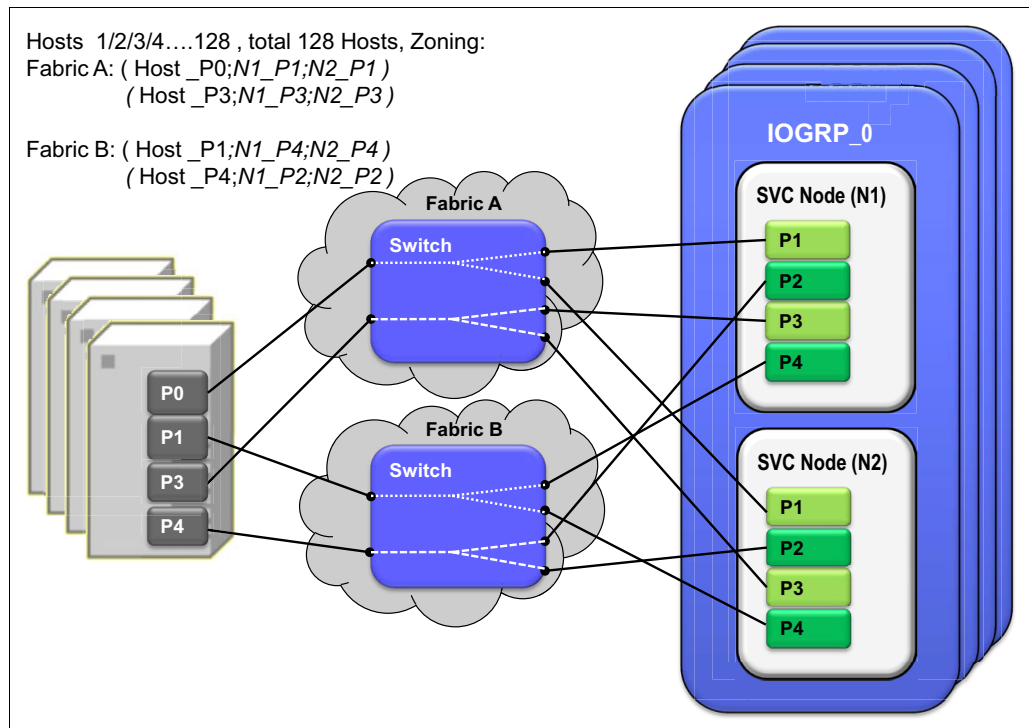 Hosts 1/2/3/4....128 , total 128 Hosts, Zoning:
Fabric A: ( Host _P0;N1_P1;N2_P1 )
( Host _P3;N1_P3;N2_P3 )
Fabric B: ( Host _P1;N1_P4;N2_P4 )
( Host _P4;N1_P2;N2_P2 )
Fabric A
Switch
P0
P1
P3
P4
Fabric B
Switch
IOGRP_0
SVC Node (N1)
P1
P2
P3
P4
SVC Node (N2)
P1
P2
P3
P4